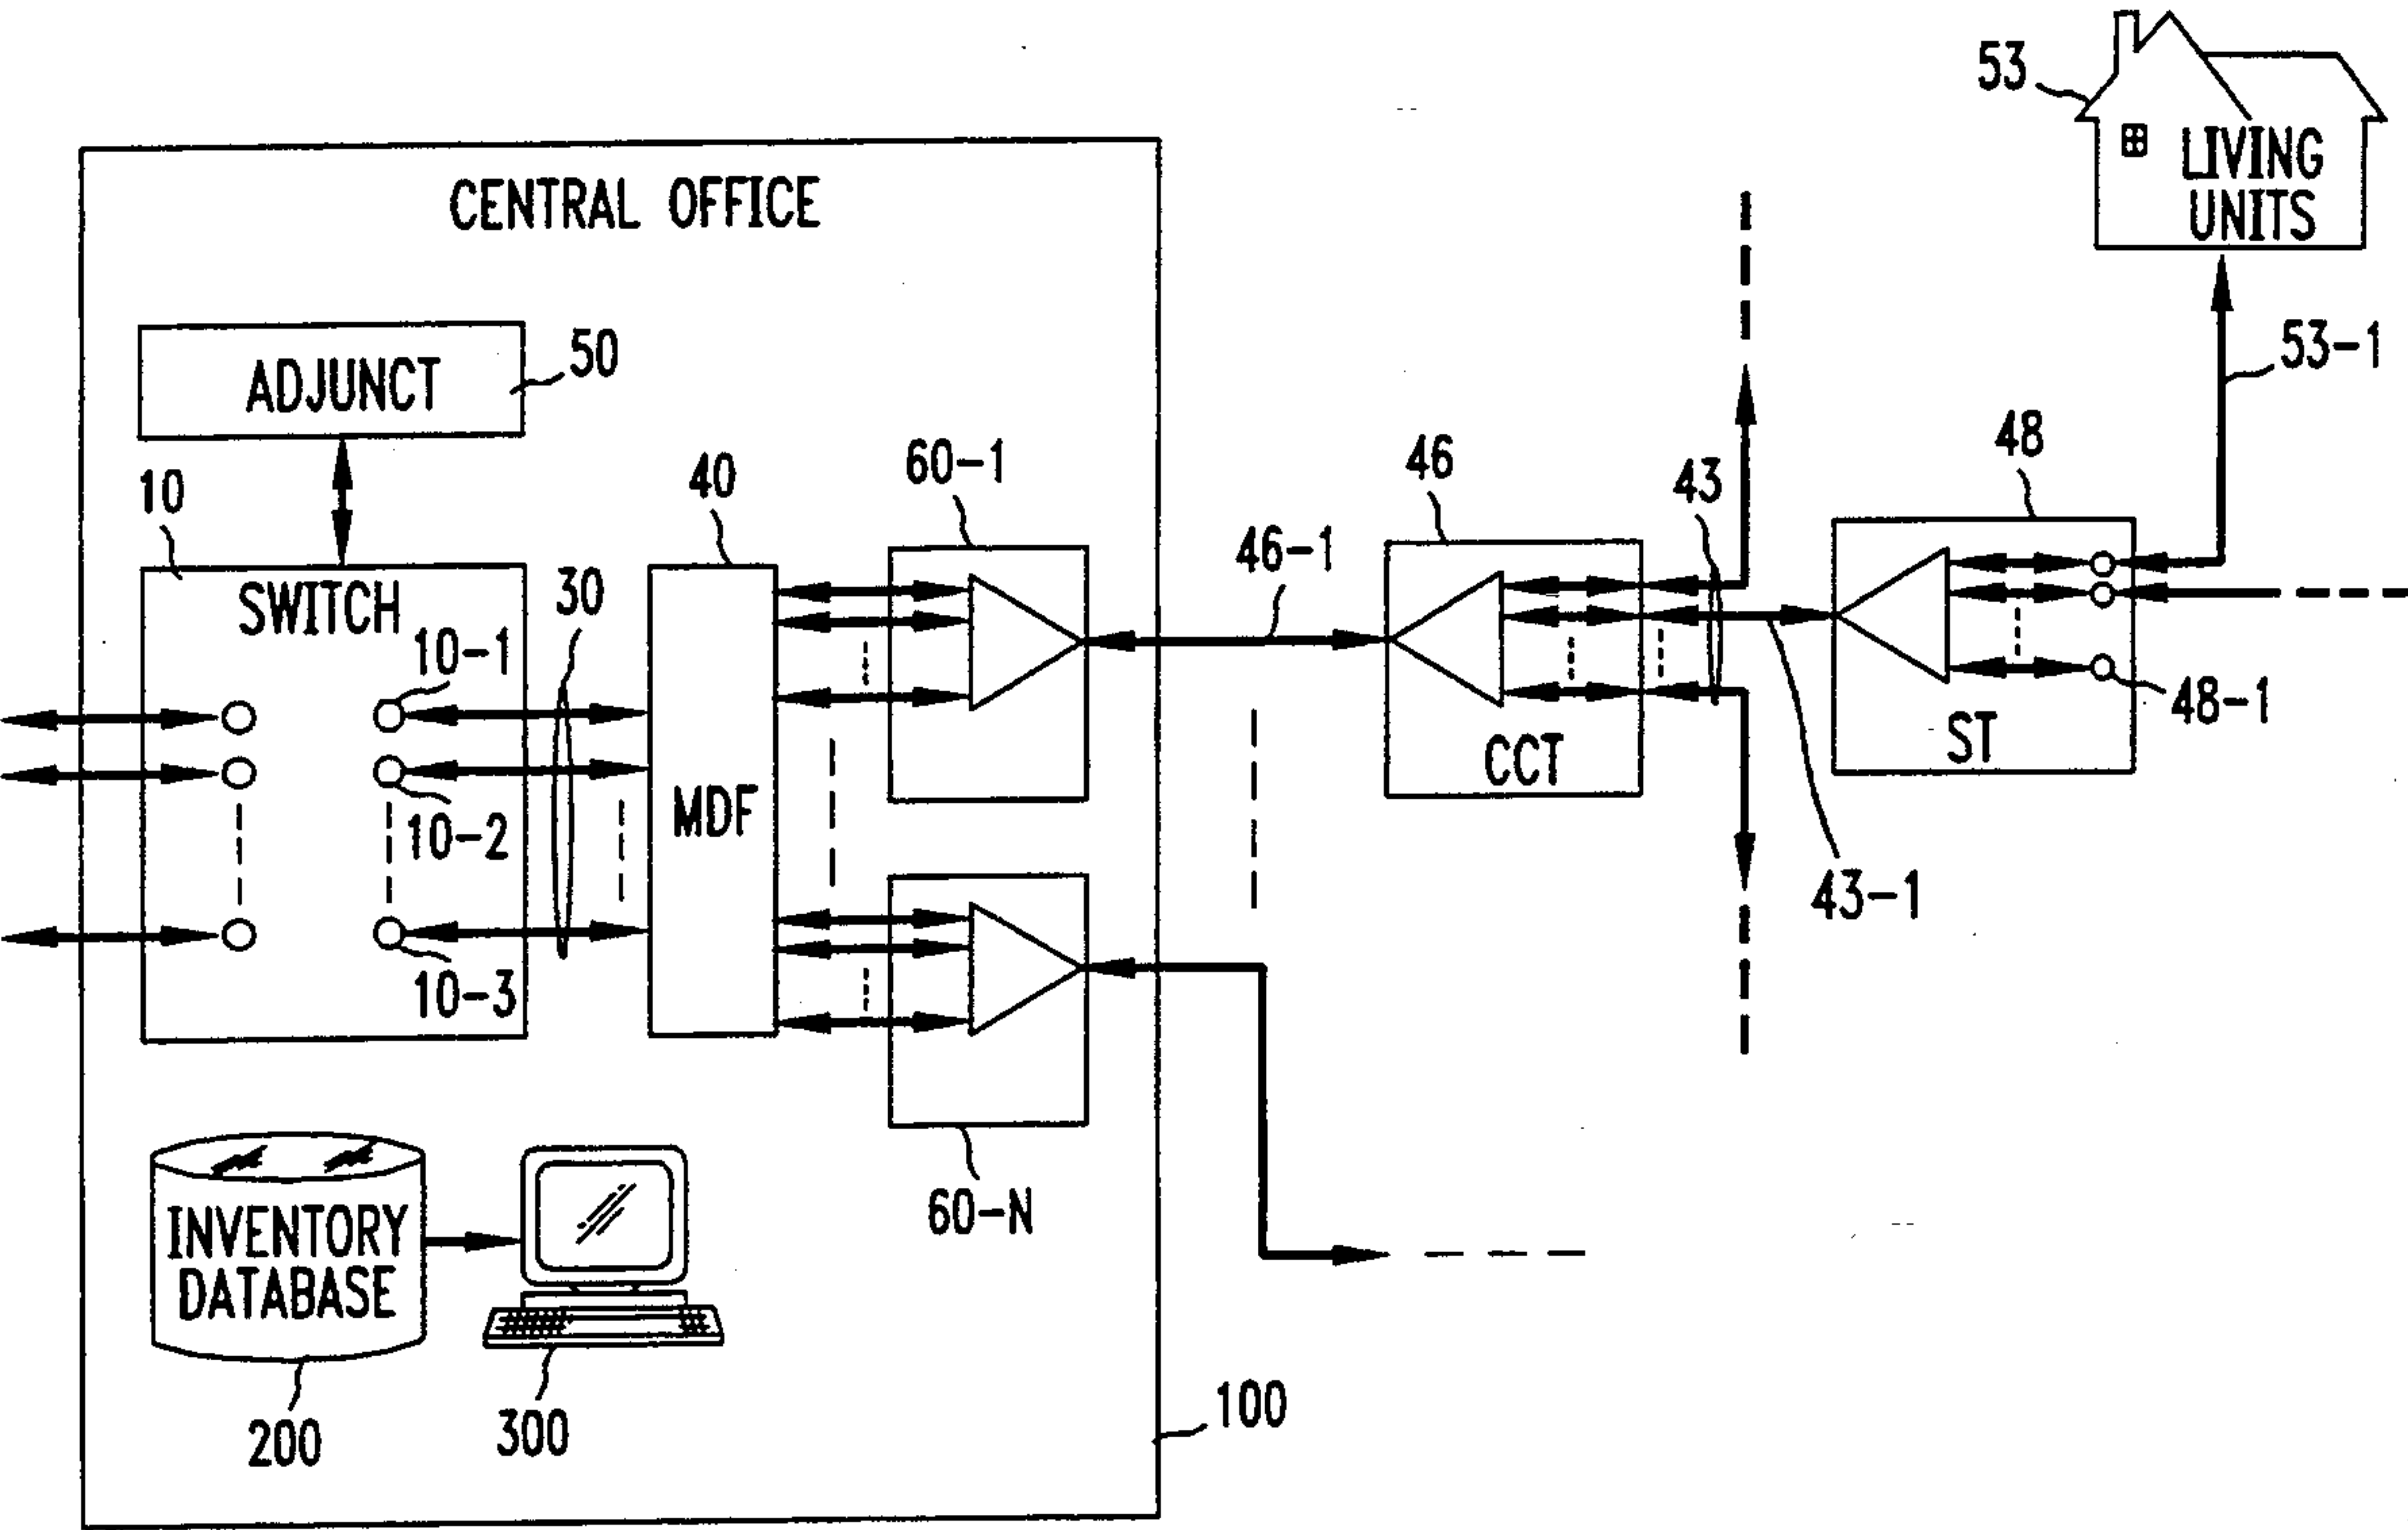 53
LIVING
UNITS
CENTRAL OFFICE
53-1
ADJUNCT
50
10
40
60-1
46
43
48
46-1
SWITCH
30
10-1
48-1
ST
CCT
MDF
10-2
43-1
10-3
60-N
INVENTORY
DATABASE
100
200
300